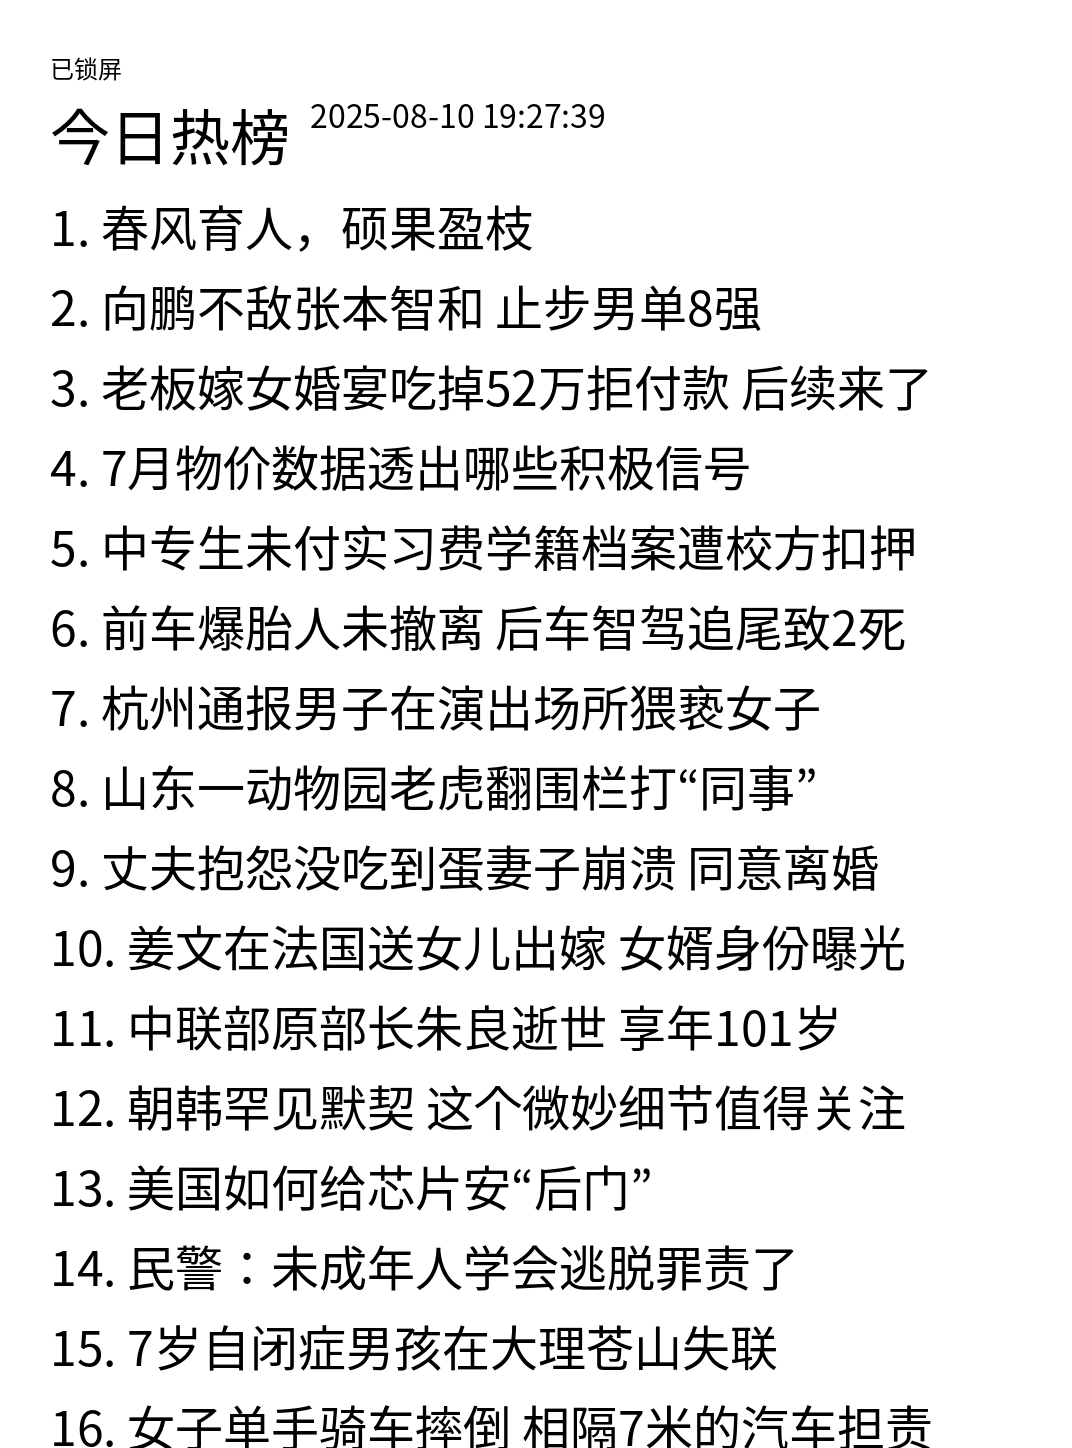 已锁屏
今日热榜 2025-08-10 19:27:39
1. 春风育人，硕果盈枝
2. 向鹏不敌张本智和 止步男单8强
3. 老板嫁女婚宴吃掉52万拒付款 后续来了
4. 7月物价数据透出哪些积极信号
5. 中专生未付实习费学籍档案遭校方扣押
6. 前车爆胎人未撤离 后车智驾追尾致2死
7. 杭州通报男子在演出场所猥亵女子
8. 山东一动物园老虎翻围栏打“同事”
9. 丈夫抱怨没吃到蛋妻子崩溃 同意离婚
10. 姜文在法国送女儿出嫁 女婿身份曝光
11. 中联部原部长朱良逝世 享年101岁
12. 朝韩罕见默契 这个微妙细节值得关注
13. 美国如何给芯片安“后门”
14. 民警：未成年人学会逃脱罪责了
15. 7岁自闭症男孩在大理苍山失联
16. 女子单手骑车摔倒 相隔7米的汽车担责